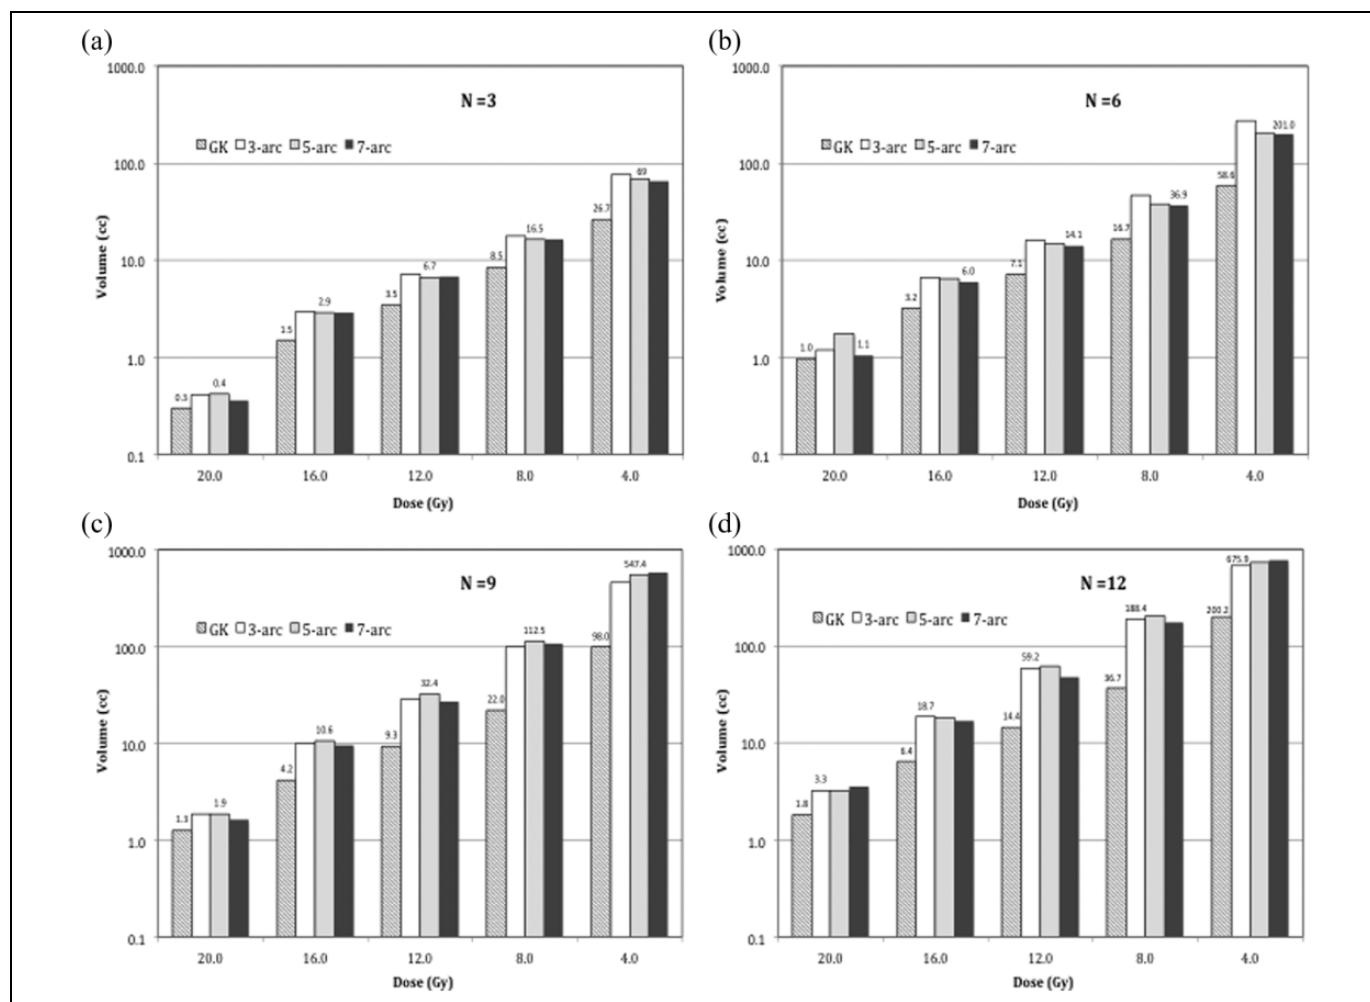 (a)
1000.0
100.0
10.0
1.0
0.1
Volume (cc)
N =3
GK 3-arc 5-arc 7-arc
0.3 0.4
1.5 2.9
3.5 6.7
8.5 16.5
26.7 69
20.0 16.0 12.0 8.0 4.0
Dose (Gy)
(b)
1000.0
100.0
10.0
1.0
0.1
Volume (cc)
N =6
GK 3-arc 5-arc 7-arc
1.0 1.1
3.2 6.0
7.1 14.1
16.7 36.9
58.6 201.0
20.0 16.0 12.0 8.0 4.0
Dose (Gy)
(c)
1000.0
100.0
10.0
1.0
0.1
Volume (cc)
N =9
GK 3-arc 5-arc 7-arc
1.3 1.9
4.2 10.6
9.3 32.4
22.0 112.5
98.0 547.4
20.0 16.0 12.0 8.0 4.0
Dose (Gy)
(d)
1000.0
100.0
10.0
1.0
0.1
Volume (cc)
N =12
GK 3-arc 5-arc 7-arc
1.8 3.3
6.4 18.7
14.4 59.2
36.7 188.4
200.2 675.9
20.0 16.0 12.0 8.0 4.0
Dose (Gy)